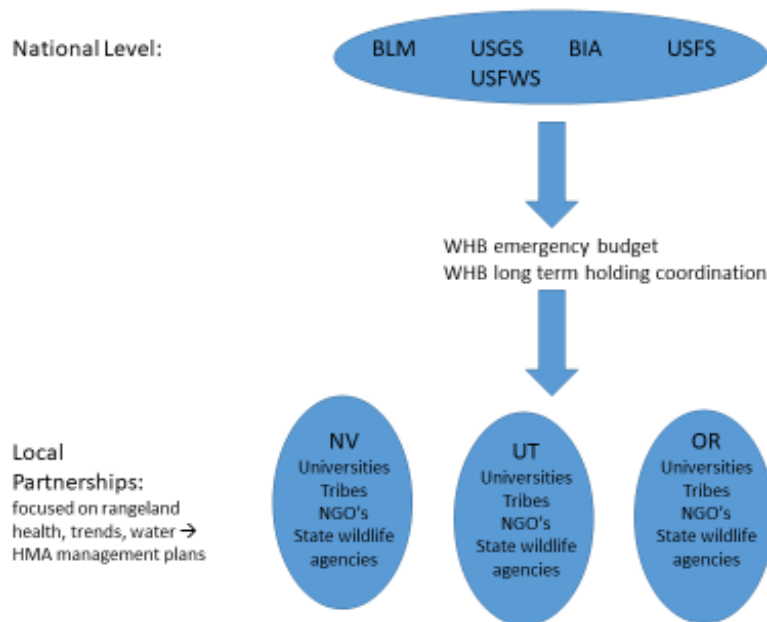 National Level:
BLM USGS BIA USFS
USFWS
WHB emergency budget
WHB long term holding coordination
Local
Partnerships:
focused on rangeland
health, trends, water →
HMA management plans
NV
Universities
Tribes
NGO's
State wildlife
agencies
UT
Universities
Tribes
NGO's
State wildlife
agencies
OR
Universities
Tribes
NGO's
State wildlife
agencies